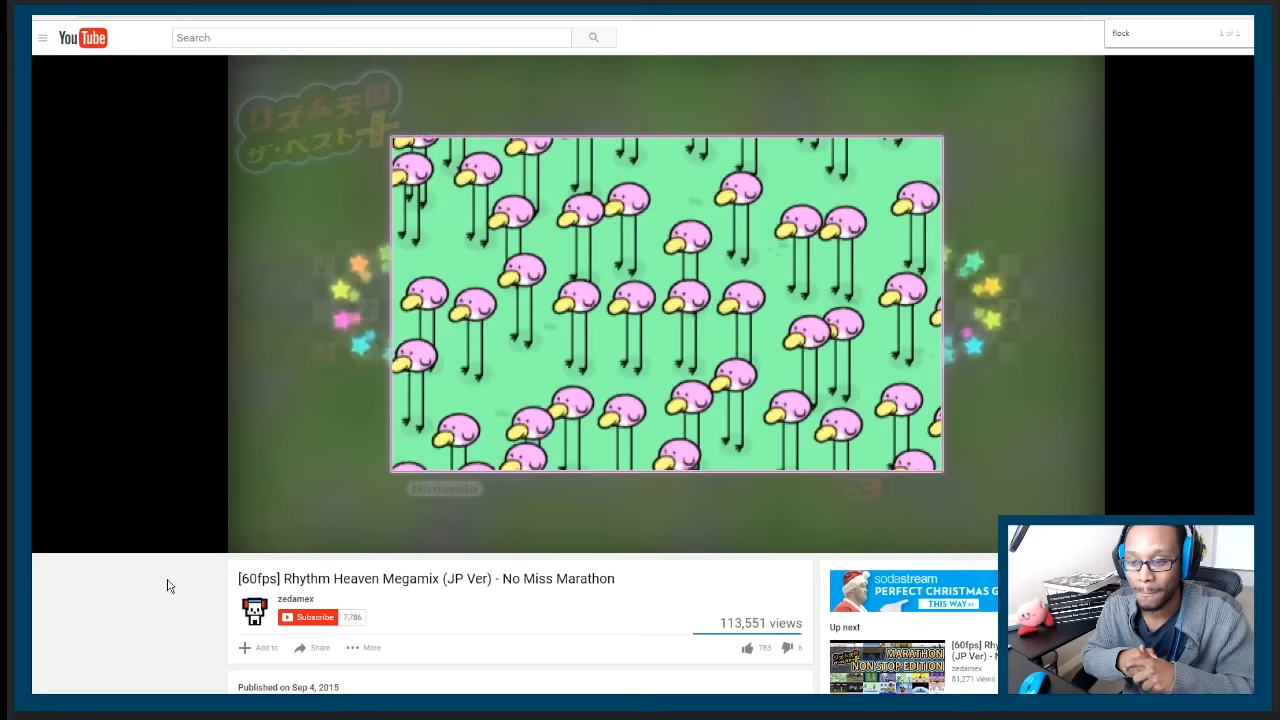 YouTube
Search
flock
1 of 1
リズム天国
ザ・ベスト+
Nintendo
[60fps] Rhythm Heaven Megamix (JP Ver) - No Miss Marathon
zedamex
Subscribe 7,786
113,551 views
Add to Share More
783 6
Published on Sep 4, 2015
sodastream
PERFECT CHRISTMAS G
THIS WAY>>
Up next
MARATHON
NON STOP EDITION
[60fps] Rhy
(JP Ver) - N
zedamex
81,271 views